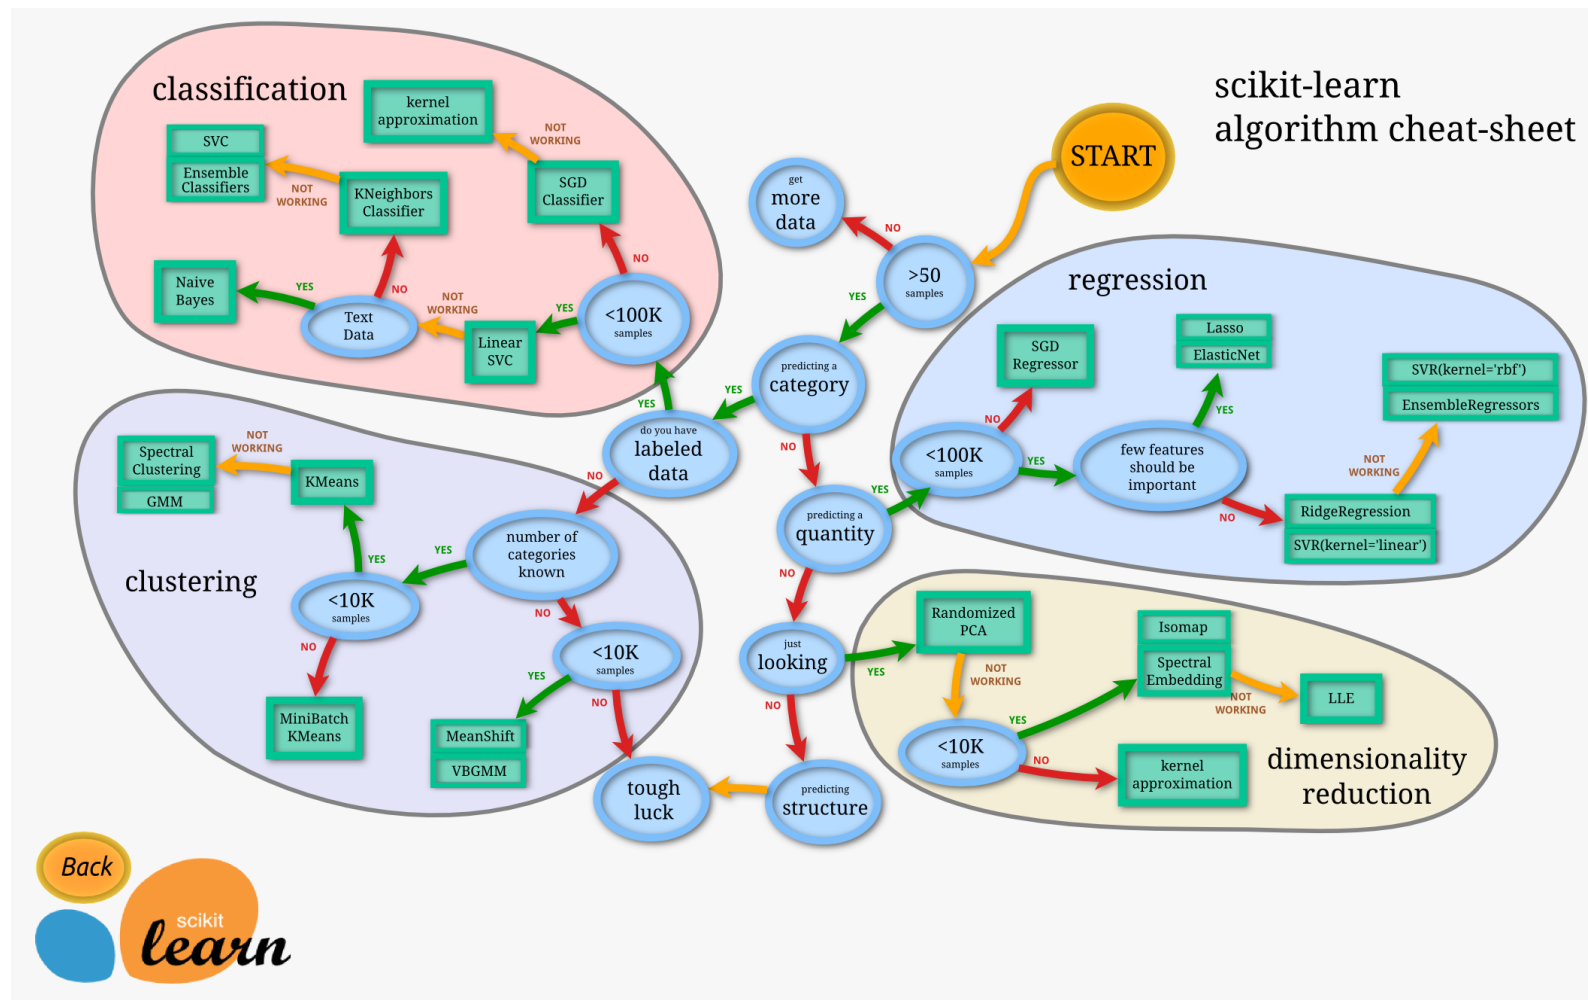 scikit-learn
algorithm cheat-sheet
START
get
more
data
NO
>50
samples
YES
predicting a
category
YES
NO
do you have
labeled
data
YES
NO
predicting a
quantity
YES
NO
just
looking
YES
NO
predicting
structure
tough
luck
classification
kernel
approximation
NOT
WORKING
SGD
Classifier
NO
<100K
samples
YES
Linear
SVC
NOT
WORKING
Text
Data
YES
Naive
Bayes
NO
KNeighbors
Classifier
NOT
WORKING
SVC
Ensemble
Classifiers
clustering
number of
categories
known
YES
NO
<10K
samples
YES
KMeans
NOT
WORKING
Spectral
Clustering
GMM
NO
MiniBatch
KMeans
<10K
samples
YES
MeanShift
VBGMM
NO
regression
<100K
samples
NO
SGD
Regressor
YES
few features
should be
important
YES
Lasso
ElasticNet
NO
RidgeRegression
SVR(kernel='linear')
NOT
WORKING
SVR(kernel='rbf')
EnsembleRegressors
dimensionality
reduction
Randomized
PCA
NOT
WORKING
<10K
samples
YES
Isomap
Spectral
Embedding
NOT
WORKING
LLE
NO
kernel
approximation
Back
scikit
learn